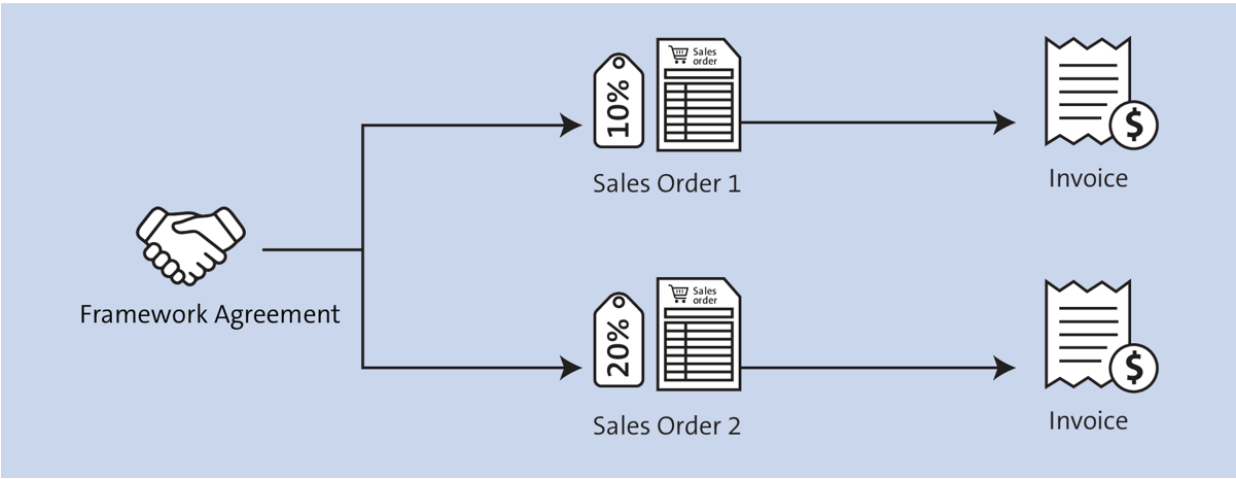 10%
Sales
order
Sales Order 1
$
Invoice
Framework Agreement
20%
Sales
order
Sales Order 2
$
Invoice